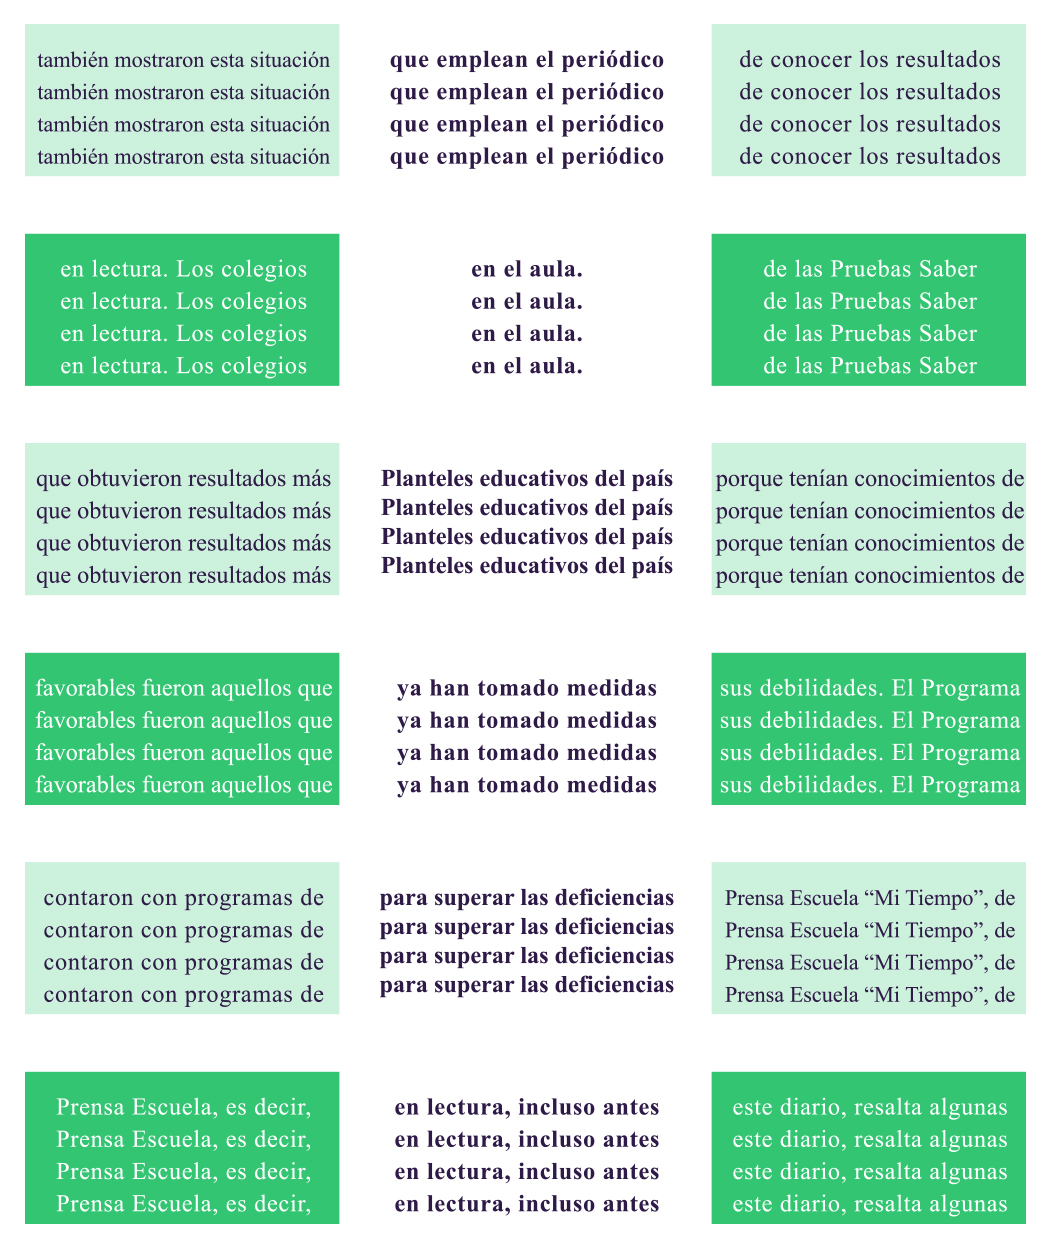 también mostraron esta situación
también mostraron esta situación
también mostraron esta situación
también mostraron esta situación
en lectura. Los colegios
en lectura. Los colegios
en lectura. Los colegios
en lectura. Los colegios
que obtuvieron resultados más
que obtuvieron resultados más
que obtuvieron resultados más
que obtuvieron resultados más
favorables fueron aquellos que
favorables fueron aquellos que
favorables fueron aquellos que
favorables fueron aquellos que
contaron con programas de
contaron con programas de
contaron con programas de
contaron con programas de
Prensa Escuela, es decir,
Prensa Escuela, es decir,
Prensa Escuela, es decir,
Prensa Escuela, es decir,
que emplean el periódico
que emplean el periódico
que emplean el periódico
que emplean el periódico
en el aula.
en el aula.
en el aula.
en el aula.
Planteles educativos del país
Planteles educativos del país
Planteles educativos del país
Planteles educativos del país
ya han tomado medidas
ya han tomado medidas
ya han tomado medidas
ya han tomado medidas
para superar las deficiencias
para superar las deficiencias
para superar las deficiencias
para superar las deficiencias
en lectura, incluso antes
en lectura, incluso antes
en lectura, incluso antes
en lectura, incluso antes
de conocer los resultados
de conocer los resultados
de conocer los resultados
de conocer los resultados
de las Pruebas Saber
de las Pruebas Saber
de las Pruebas Saber
de las Pruebas Saber
porque tenían conocimientos de
porque tenían conocimientos de
porque tenían conocimientos de
porque tenían conocimientos de
sus debilidades. El Programa
sus debilidades. El Programa
sus debilidades. El Programa
sus debilidades. El Programa
Prensa Escuela “Mi Tiempo”, de
Prensa Escuela “Mi Tiempo”, de
Prensa Escuela “Mi Tiempo”, de
Prensa Escuela “Mi Tiempo”, de
este diario, resalta algunas
este diario, resalta algunas
este diario, resalta algunas
este diario, resalta algunas